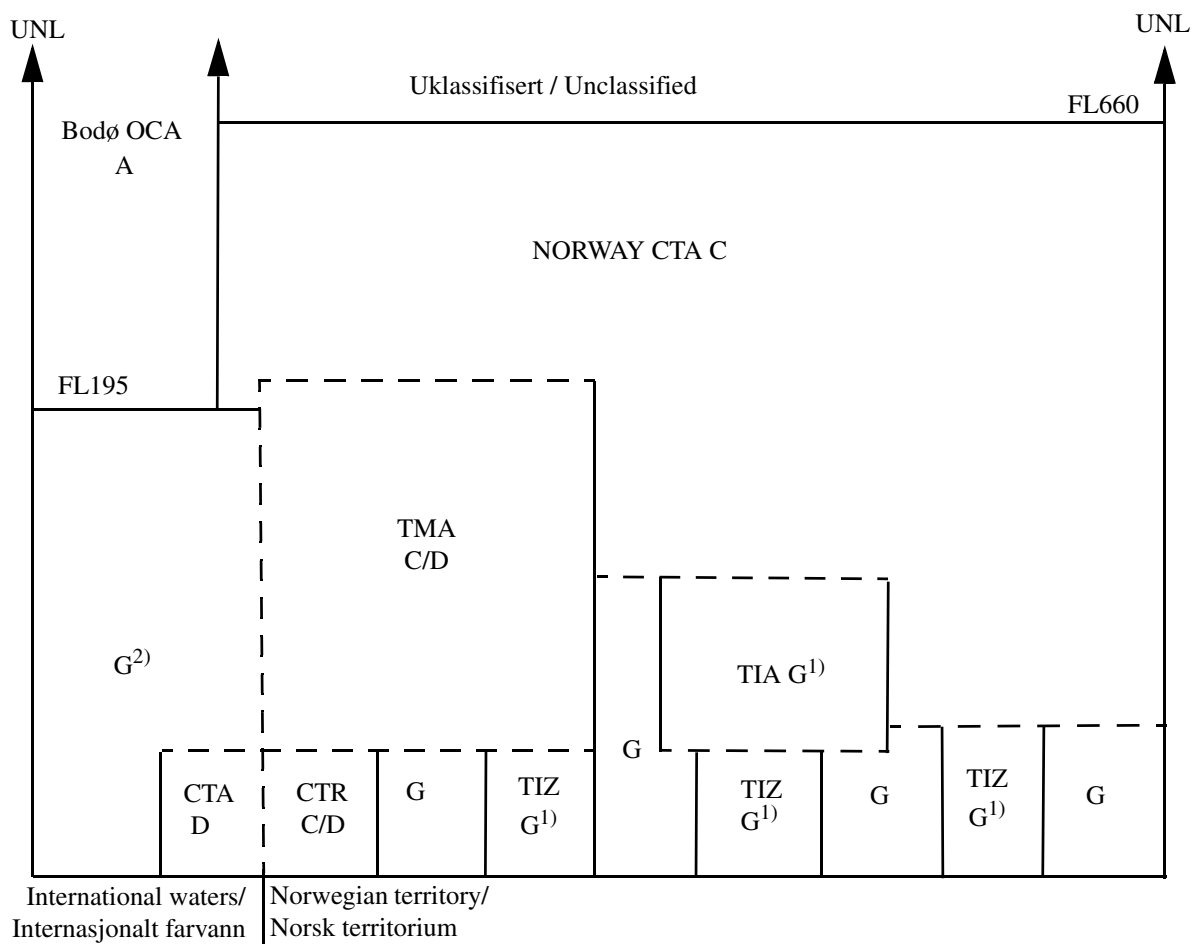 UNL
UNL
Uklassifisert / Unclassified
FL660
Bodø OCA
A
NORWAY CTA C
FL195
TMA
C/D
G2)
TIA G1)
G
CTA
D
CTR
C/D
G
TIZ
G1)
TIZ
G1)
G
TIZ
G1)
G
International waters/
Internasjonalt farvann
Norwegian territory/
Norsk territorium